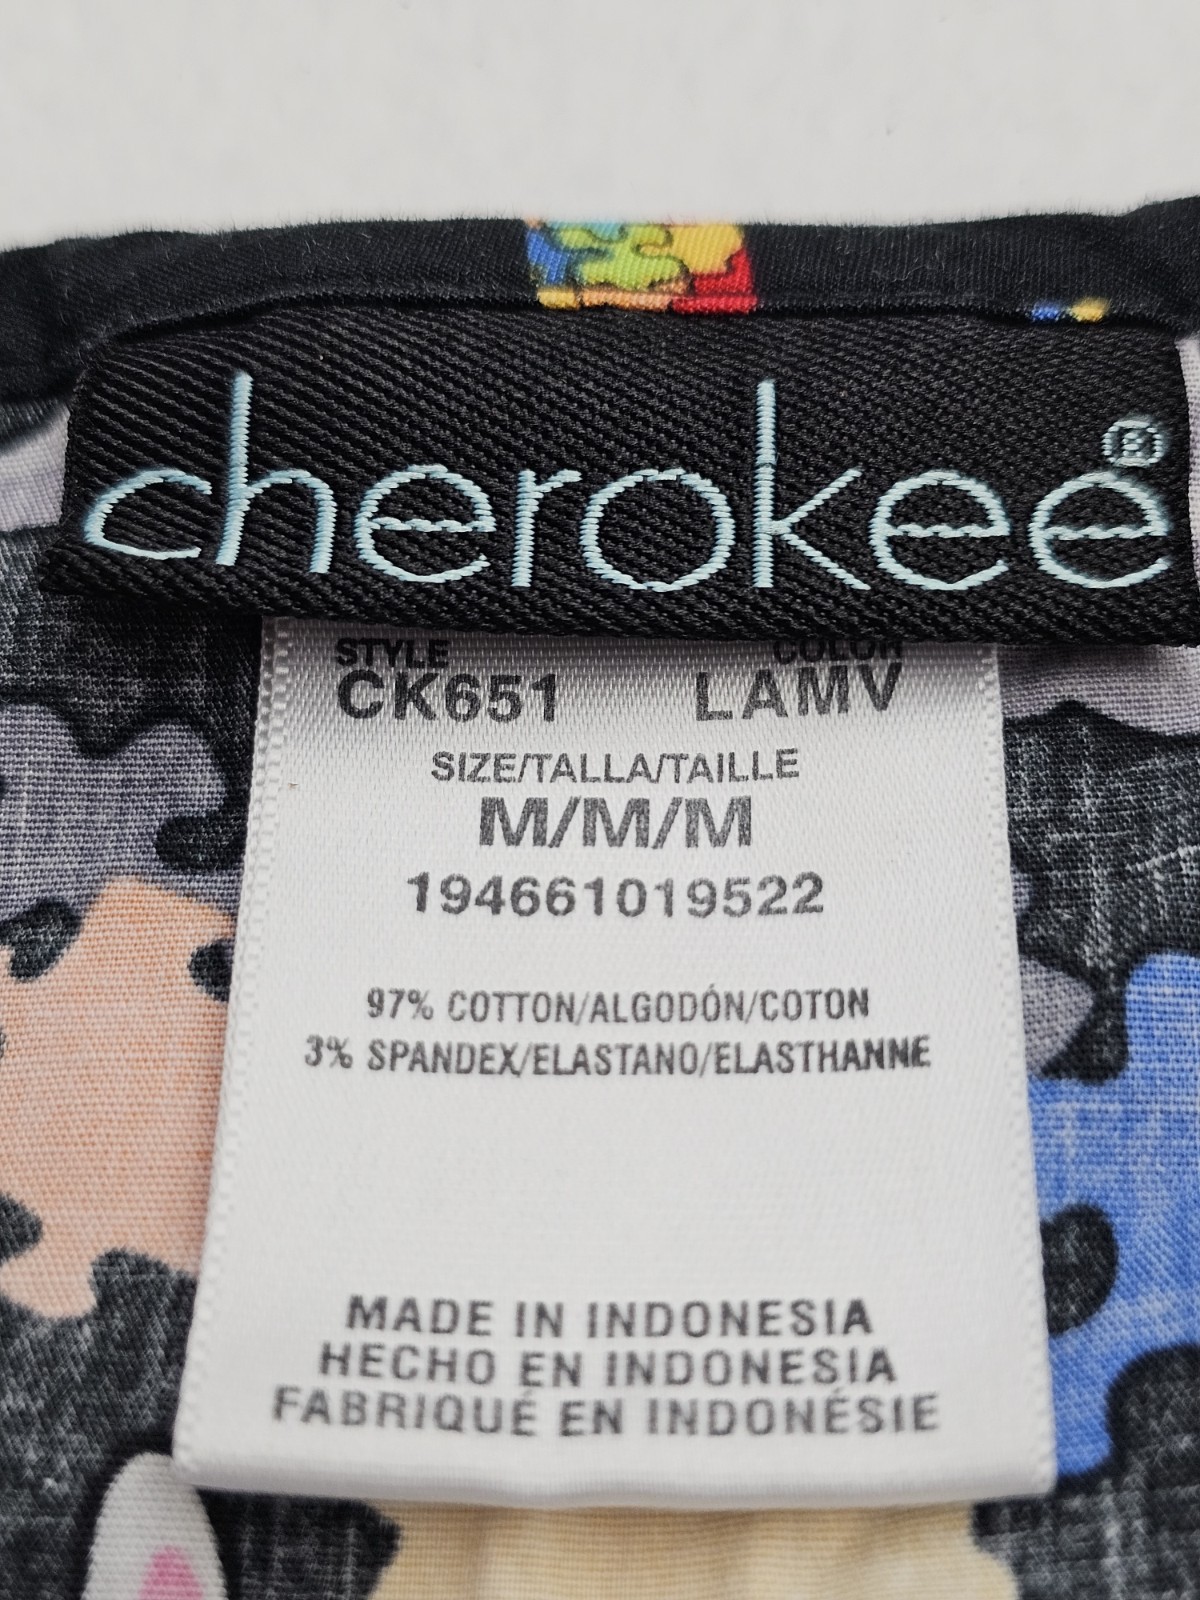 cherokee®
STYLE COLOR
CK651 LAMV
SIZE/TALLA/TAILLE
M/M/M
194661019522
97% COTTON/ALGODÓN/COTON
3% SPANDEX/ELASTANO/ELASTHANNE
MADE IN INDONESIA
HECHO EN INDONESIA
FABRIQUÉ EN INDONÉSIE